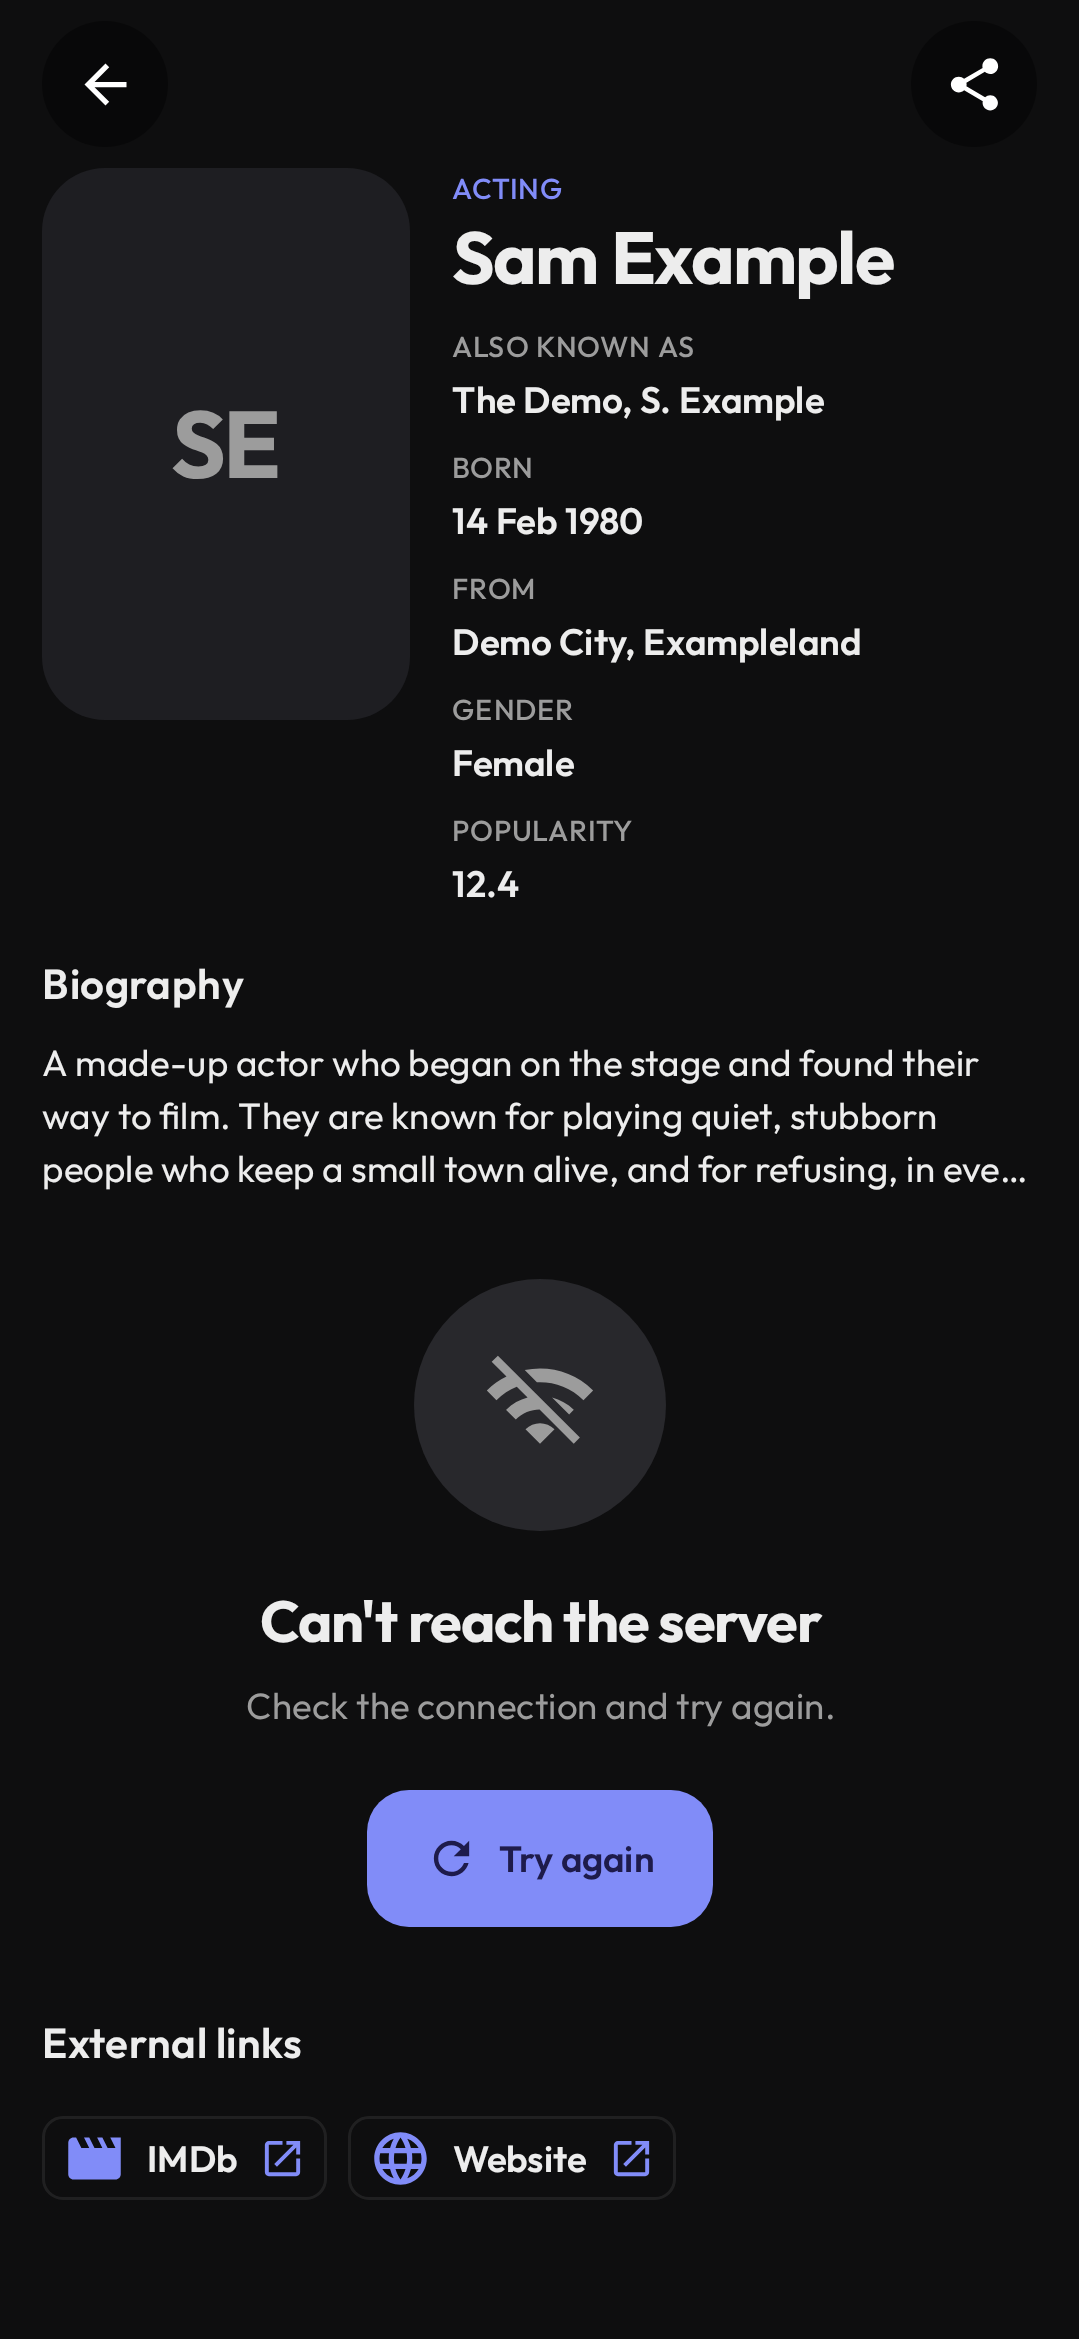 ACTING
Sam Example
SE
ALSO KNOWN AS
The Demo, S. Example
BORN
14 Feb 1980
FROM
Demo City, Exampleland
GENDER
Female
POPULARITY
12.4
Biography
A made-up actor who began on the stage and found their
way to film. They are known for playing quiet, stubborn
people who keep a small town alive, and for refusing, in eve…
Can't reach the server
Check the connection and try again.
Try again
External links
IMDb
Website